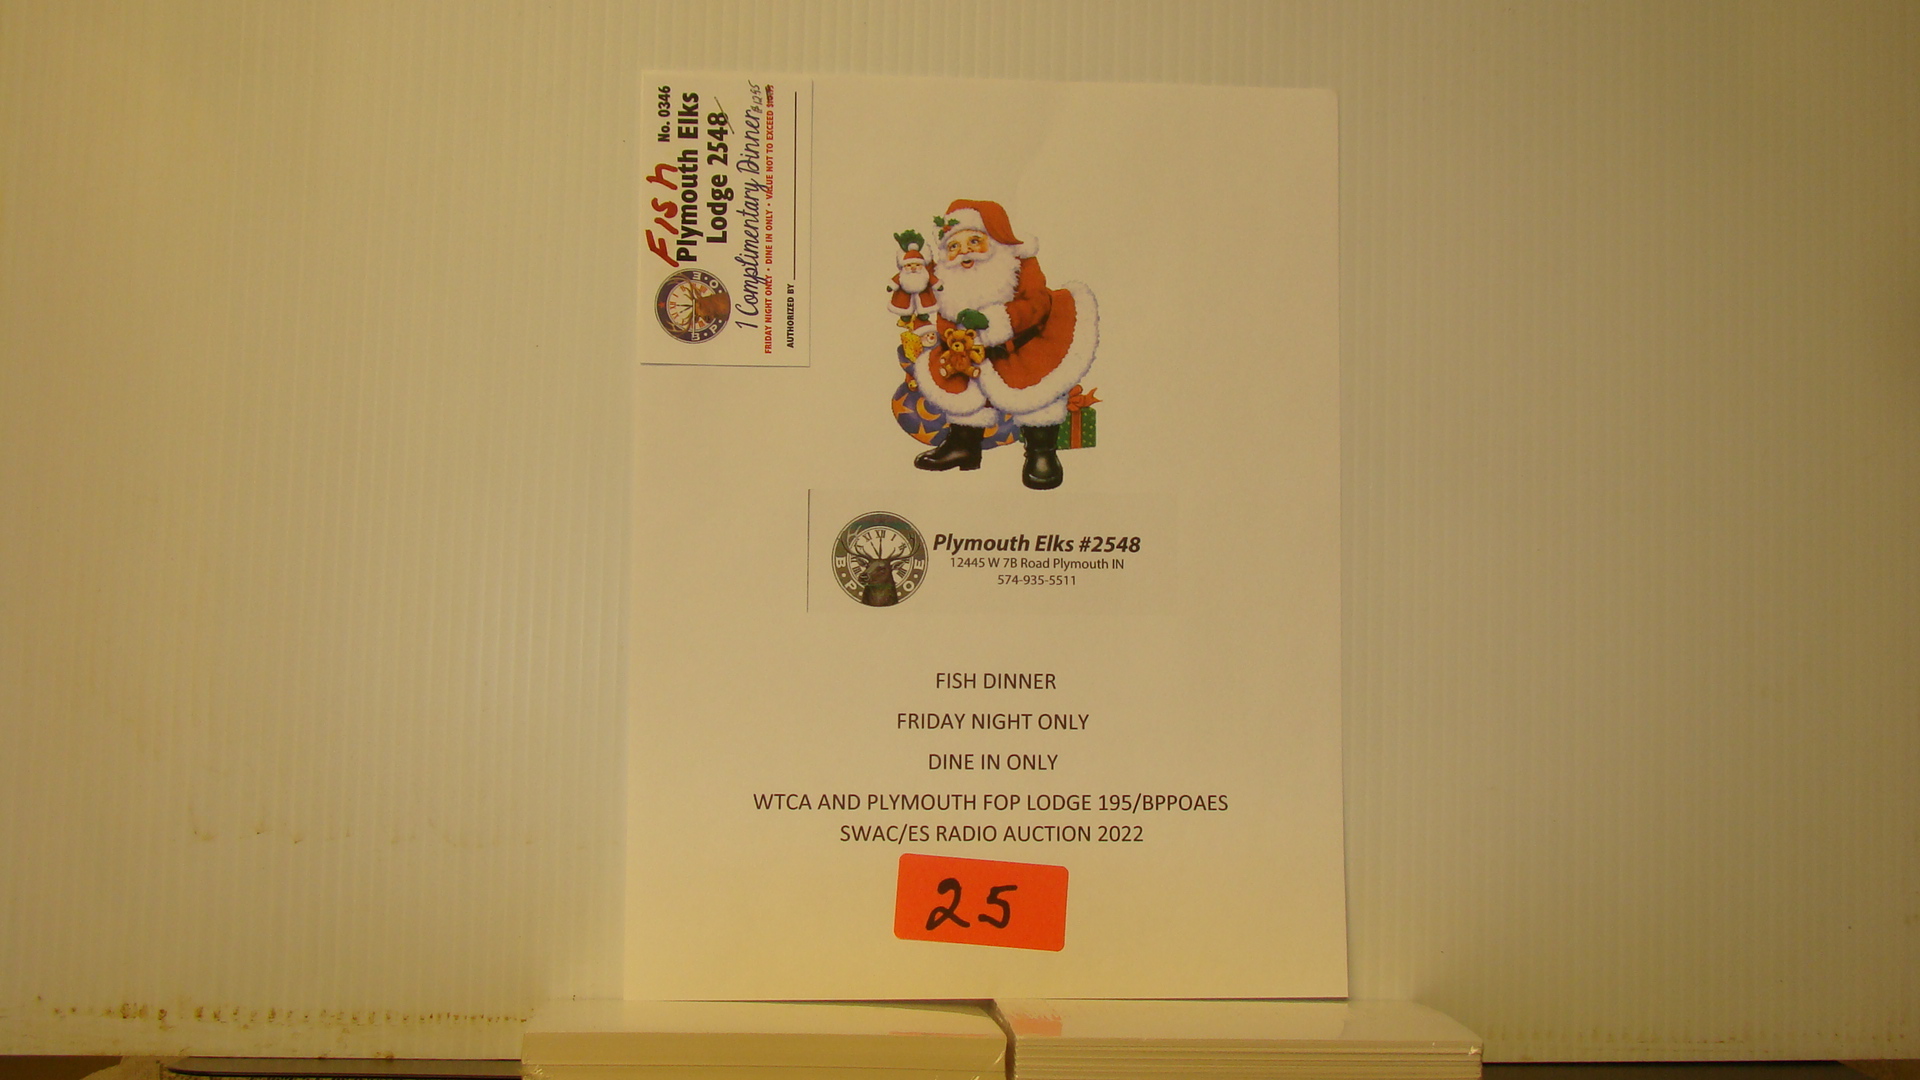 Fish
No. 0346
Plymouth Elks
Lodge 2548
1 Complimentary Dinner
$12.95
FRIDAY NIGHT ONLY • DINE IN ONLY • VALUE NOT TO EXCEED
AUTHORIZED BY
B P O E
Plymouth Elks #2548
12445 W 7B Road Plymouth IN
574-935-5511
B P O E
FISH DINNER
FRIDAY NIGHT ONLY
DINE IN ONLY
WTCA AND PLYMOUTH FOP LODGE 195/BPPOAES
SWAC/ES RADIO AUCTION 2022
25